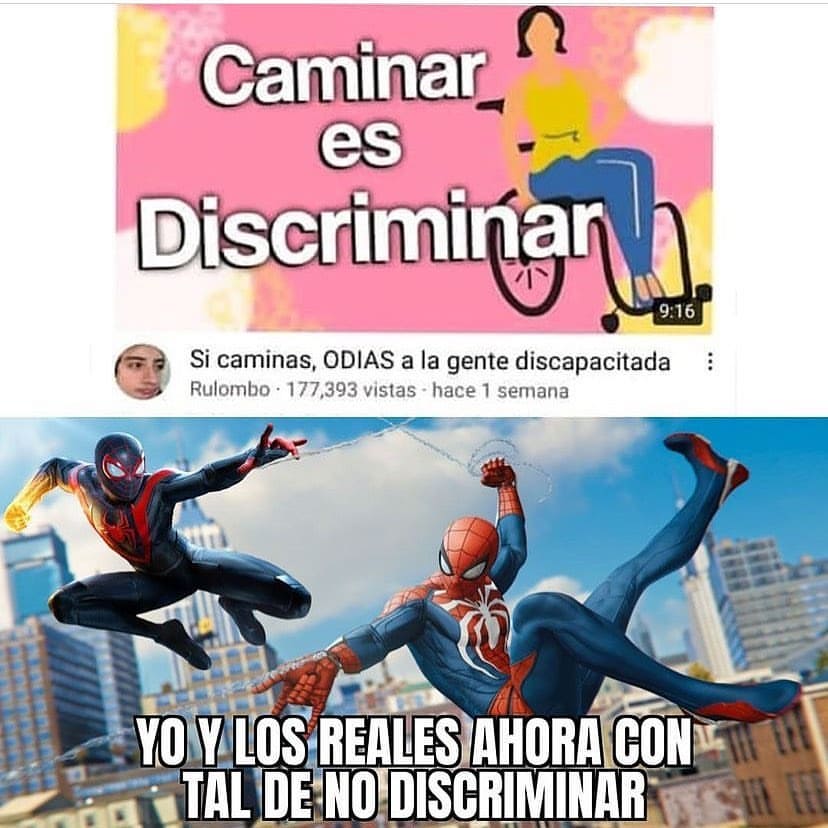 Caminar
es
Discriminar
9:16
Si caminas, ODIAS a la gente discapacitada
Rulombo · 177,393 vistas · hace 1 semana
YO Y LOS REALES AHORA CON
TAL DE NO DISCRIMINAR